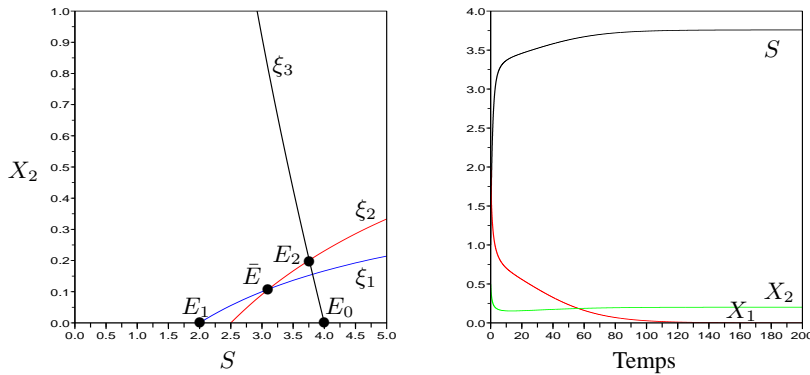 1.0
0.9
0.8
0.7
0.6
0.5
0.4
0.3
0.2
0.1
0.0
X₂
0.0 0.5 1.0 1.5 2.0 2.5 3.0 3.5 4.0 4.5 5.0
S
ξ₃
ξ₂
ξ₁
E₂
Ē
E₁
E₀
4.0
3.5
3.0
2.5
2.0
1.5
1.0
0.5
0.0
S
X₂
X₁
0 20 40 60 80 100 120 140 160 180 200
Temps